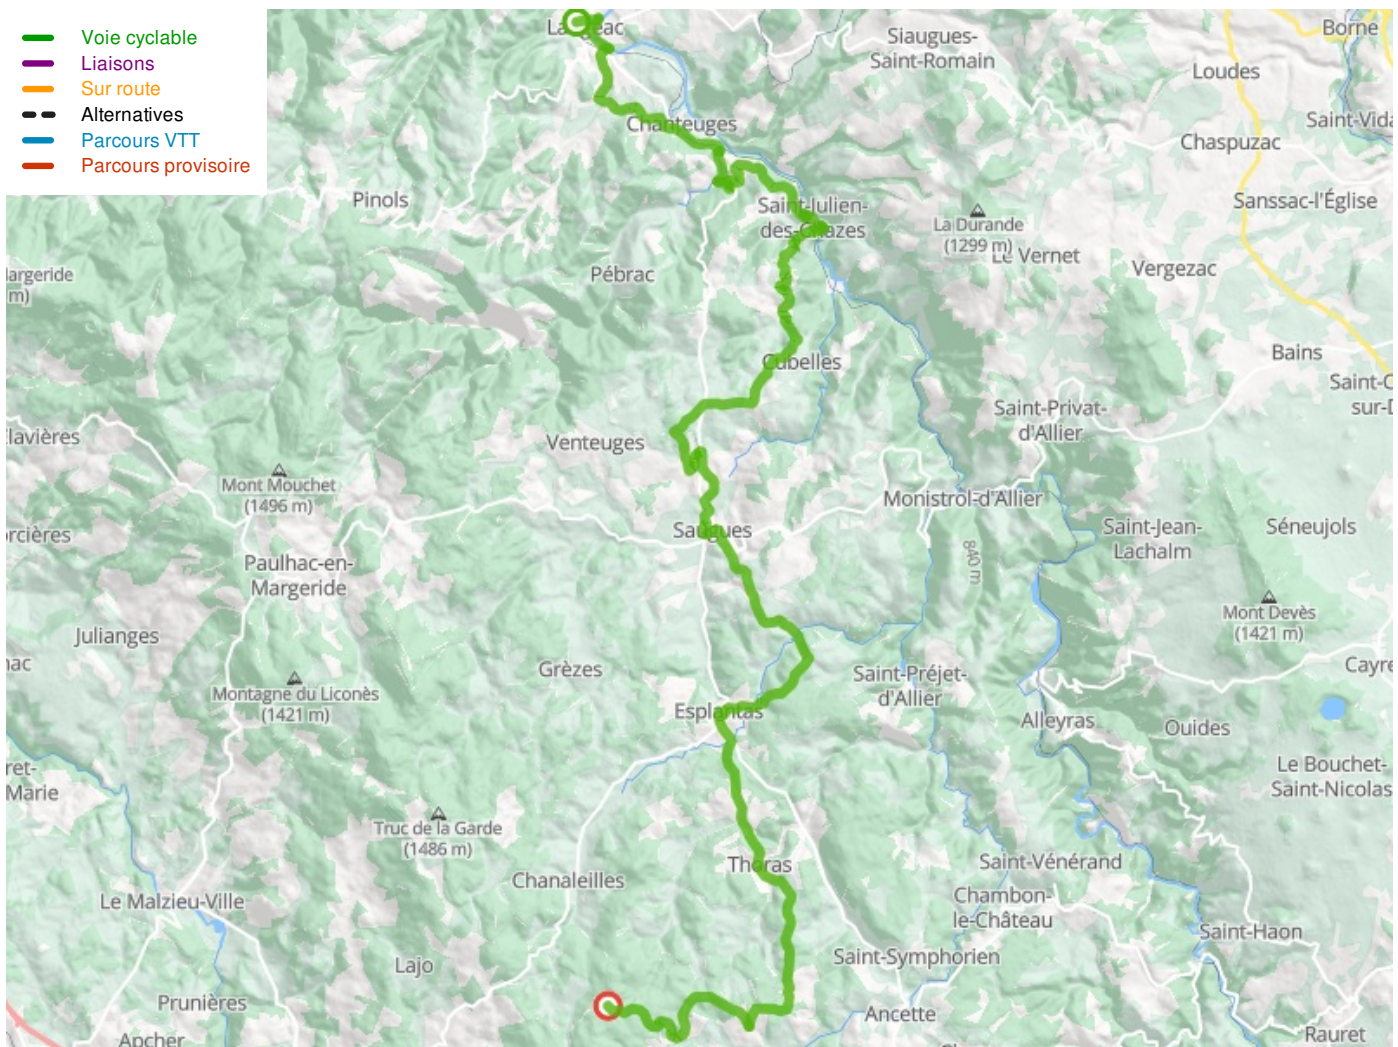 Voie cyclable
Liaisons
Sur route
Alternatives
Parcours VTT
Parcours provisoire
Siaugues-
Saint-Romain
Borne
Loudes
Chanteuges
Chaspuzac
Pinols
Saint-Julien-
des-Chazes
La Durande
(1299 m)
Le Vernet
Sanssac-l'Église
Vergezac
Pébrac
Cubelles
Bains
Saint-Privat-
d'Allier
Venteuges
Mont Mouchet
(1496 m)
Monistrol-d'Allier
Saugues
Saint-Jean-
Lachalm
Séneujols
840 m
Paulhac-en-
Margeride
Mont Devès
(1421 m)
Julianges
Grèzes
Saint-Préjet-
d'Allier
Montagne du Liconès
(1421 m)
Esplantas
Alleyras
Ouides
Le Bouchet-
Saint-Nicolas
Truc de la Garde
(1486 m)
Thoras
Saint-Vénérand
Chanaleilles
Chambon-
le-Château
Le Malzieu-Ville
Saint-Haon
Lajo
Saint-Symphorien
Prunières
Ancette
Rauret
Apcher